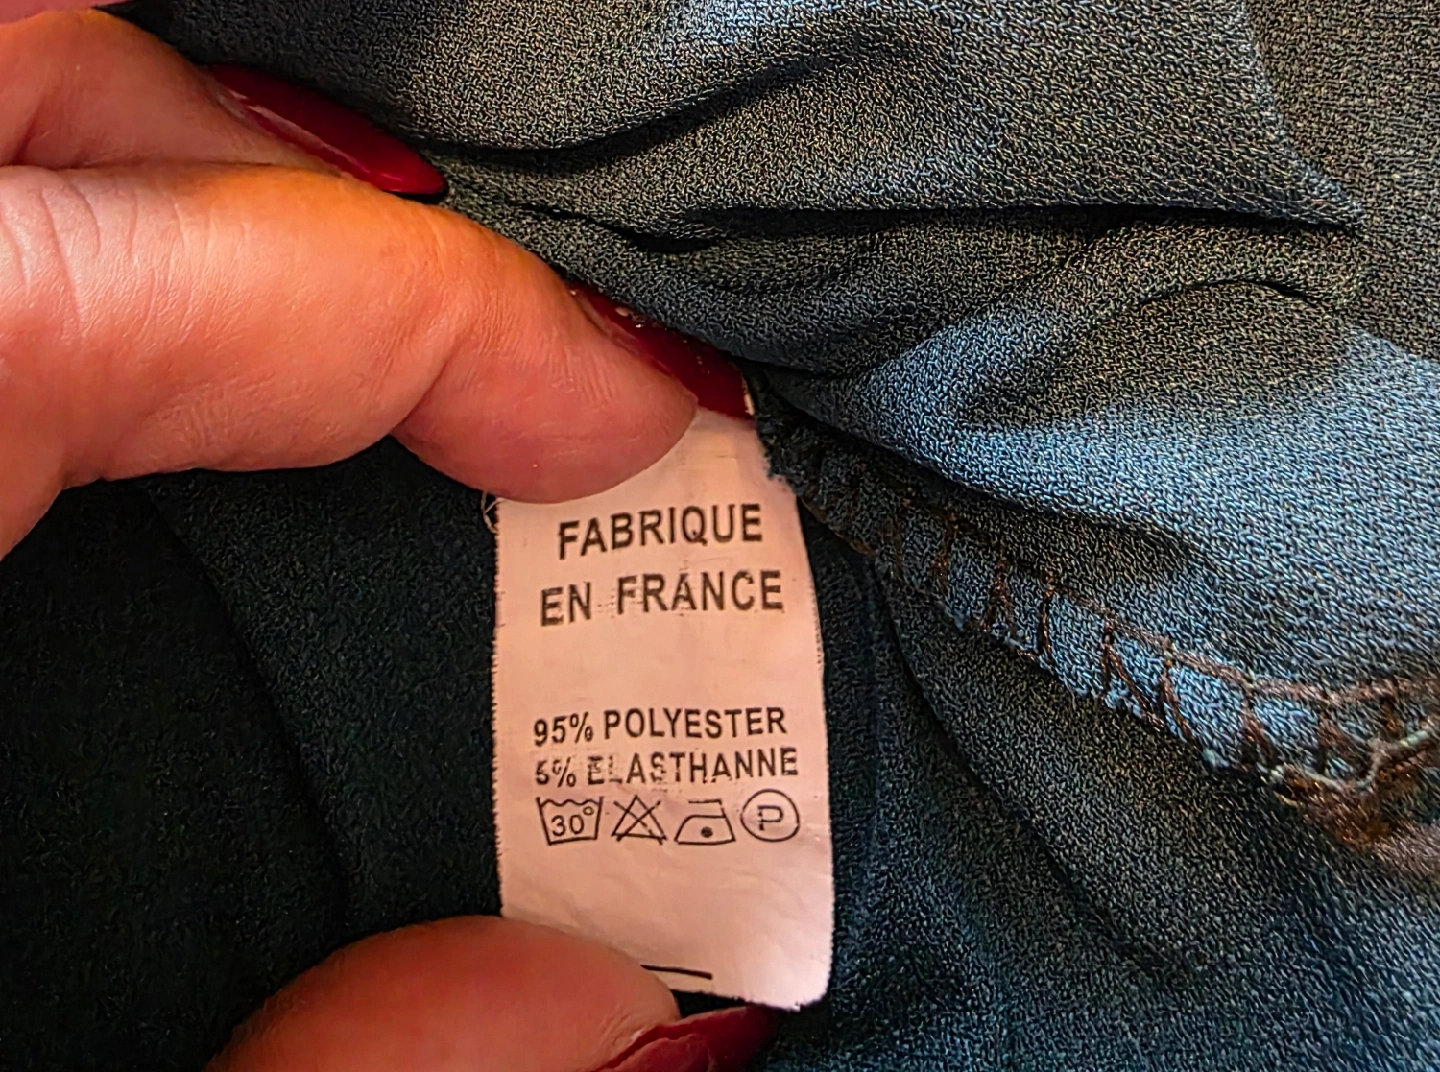 FABRIQUE
EN FRANCE
95% POLYESTER
5% ELASTHANNE
30° P